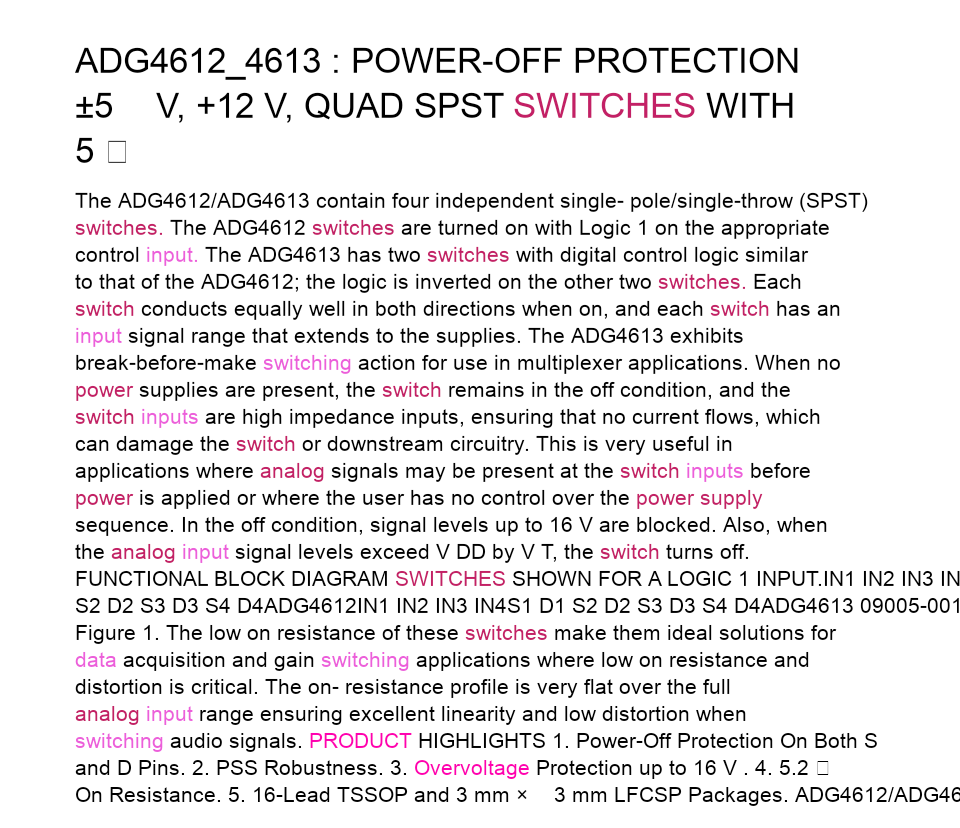 ADG4612_4613 : POWER-OFF PROTECTION
±5 V, +12 V, QUAD SPST SWITCHES WITH
5 □
The ADG4612/ADG4613 contain four independent single- pole/single-throw (SPST)
switches. The ADG4612 switches are turned on with Logic 1 on the appropriate
control input. The ADG4613 has two switches with digital control logic similar
to that of the ADG4612; the logic is inverted on the other two switches. Each
switch conducts equally well in both directions when on, and each switch has an
input signal range that extends to the supplies. The ADG4613 exhibits
break-before-make switching action for use in multiplexer applications. When no
power supplies are present, the switch remains in the off condition, and the
switch inputs are high impedance inputs, ensuring that no current flows, which
can damage the switch or downstream circuitry. This is very useful in
applications where analog signals may be present at the switch inputs before
power is applied or where the user has no control over the power supply
sequence. In the off condition, signal levels up to 16 V are blocked. Also, when
the analog input signal levels exceed V DD by V T, the switch turns off.
FUNCTIONAL BLOCK DIAGRAM SWITCHES SHOWN FOR A LOGIC 1 INPUT.IN1 IN2 IN3 IN
S2 D2 S3 D3 S4 D4ADG4612IN1 IN2 IN3 IN4S1 D1 S2 D2 S3 D3 S4 D4ADG4613 09005-001
Figure 1. The low on resistance of these switches make them ideal solutions for
data acquisition and gain switching applications where low on resistance and
distortion is critical. The on- resistance profile is very flat over the full
analog input range ensuring excellent linearity and low distortion when
switching audio signals. PRODUCT HIGHLIGHTS 1. Power-Off Protection On Both S
and D Pins. 2. PSS Robustness. 3. Overvoltage Protection up to 16 V . 4. 5.2 □
On Resistance. 5. 16-Lead TSSOP and 3 mm × 3 mm LFCSP Packages. ADG4612/ADG46